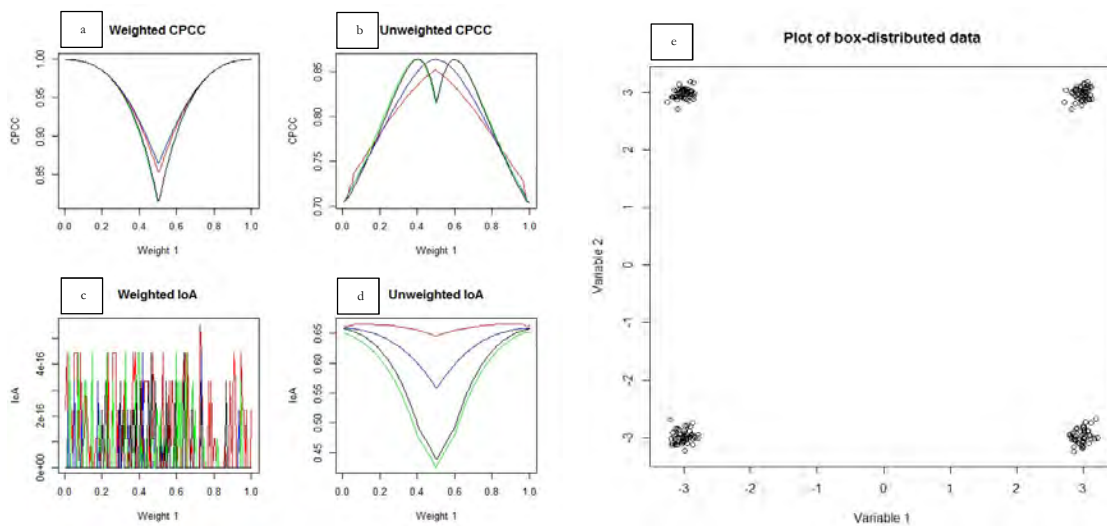 a
Weighted CPCC
CPCC
1.00
0.95
0.90
0.85
0.0 0.2 0.4 0.6 0.8 1.0
Weight 1
b
Unweighted CPCC
CPCC
0.85
0.80
0.75
0.70
0.0 0.2 0.4 0.6 0.8 1.0
Weight 1
c
Weighted IoA
IoA
4e-16
2e-16
0e+00
0.0 0.2 0.4 0.6 0.8 1.0
Weight 1
d
Unweighted IoA
IoA
0.65
0.60
0.55
0.50
0.45
0.0 0.2 0.4 0.6 0.8 1.0
Weight 1
e
Plot of box-distributed data
Variable 2
3
2
1
0
-1
-2
-3
-3 -2 -1 0 1 2 3
Variable 1